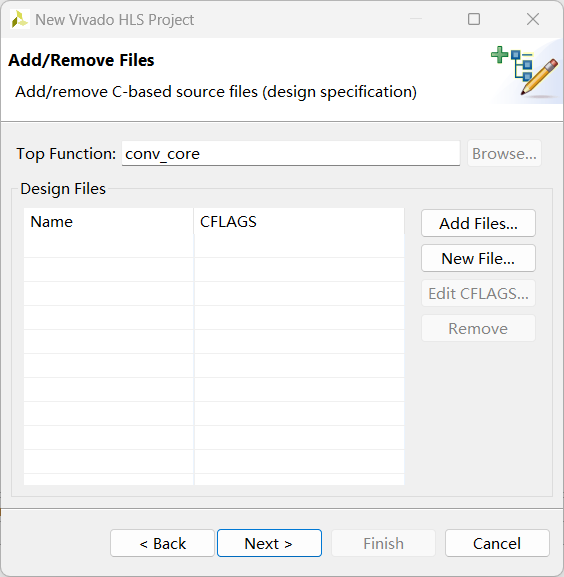 New Vivado HLS Project
Add/Remove Files
Add/remove C-based source files (design specification)
Top Function: conv_core Browse...
Design Files
Name CFLAGS
Add Files...
New File...
Edit CFLAGS...
Remove
< Back Next > Finish Cancel